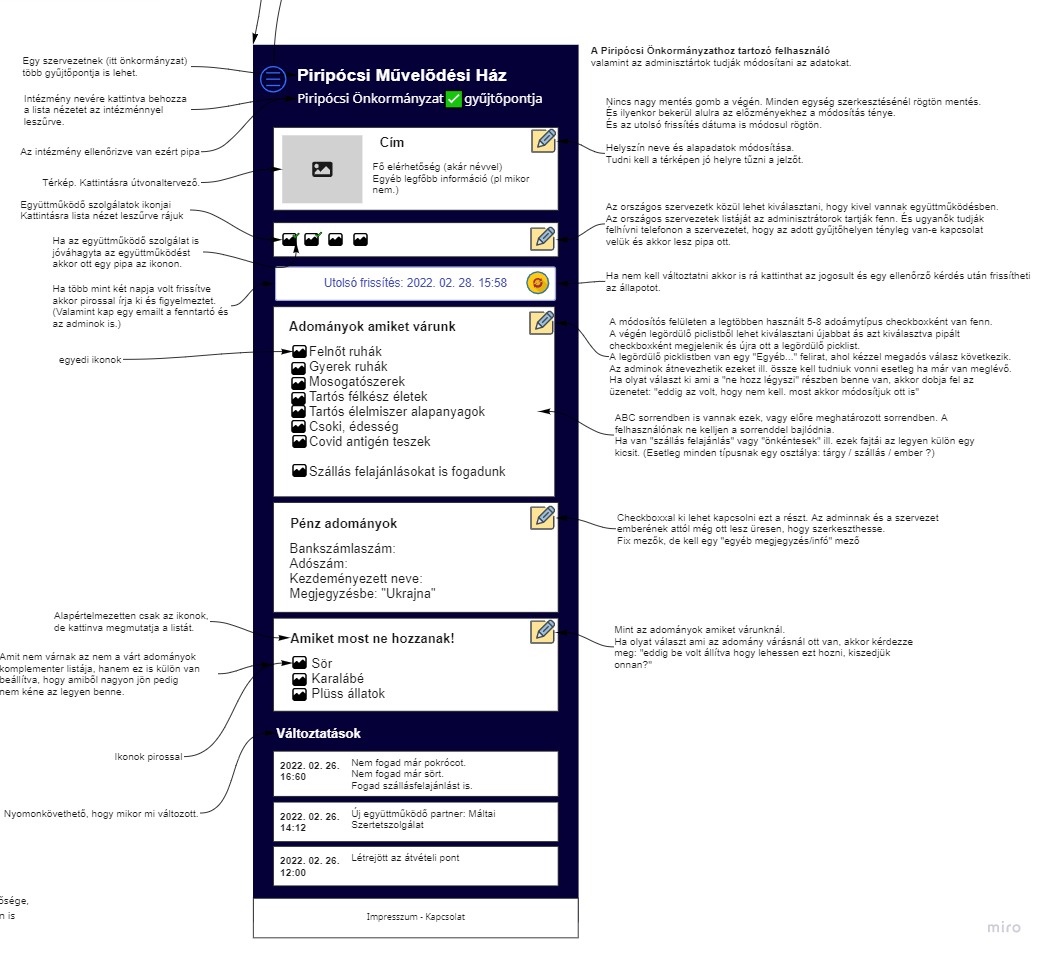 Egy szervezetnek (itt önkormányzat)
több gyűjtőpontja is lehet.
Intézmény nevére kattintva behozza
a lista nézetet az intézménnyel
leszűrve.
Az intézmény ellenőrizve van ezért pipa
Térkép. Kattintásra útvonaltervező.
Együttműködő szolgálatok ikonjai
Kattintásra lista nézet leszűrve rájuk
Ha az együttműködő szolgálat is
jóváhagyta az együttműködést
akkor ott egy pipa az ikonon.
Ha több mint két napja volt frissítve
akkor pirossal írja ki és figyelmeztet.
(Valamint kap egy emailt a fenntartó és
az adminok is.)
egyedi ikonok
Alapértelmezetten csak az ikonok,
de kattinva megmutatja a listát.
Amit nem várnak az nem a várt adományok
komplementer listája, hanem ez is külön van
beállítva, hogy amiből nagyon jön pedig
nem kéne az legyen benne.
Ikonok pirossal
Nyomonkövethető, hogy mikor mi változott.
ősége,
n is
Piripócsi Művelődési Ház
Piripócsi Önkormányzat ✓ gyűjtőpontja
Cím
Fő elérhetőség (akár névvel)
Egyéb legfőbb információ (pl mikor
nem.)
Utolsó frissítés: 2022. 02. 28. 15:58
Adományok amiket várunk
Felnőt ruhák
Gyerek ruhák
Mosogatószerek
Tartós félkész életek
Tartós élelmiszer alapanyagok
Csoki, édesség
Covid antigén teszek
Szállás felajánlásokat is fogadunk
Pénz adományok
Bankszámlaszám:
Adószám:
Kezdeményezett neve:
Megjegyzésbe: "Ukrajna"
Amiket most ne hozzanak!
Sör
Karalábé
Plüss állatok
Változtatások
2022. 02. 26.
16:60
Nem fogad már pokrócot.
Nem fogad már sört.
Fogad szállásfelajánlást is.
2022. 02. 26.
14:12
Új együttműködő partner: Máltai
Szertetszolgálat
2022. 02. 26.
12:00
Létrejött az átvételi pont
Impresszum - Kapcsolat
A Piripócsi Önkormányzathoz tartozó felhasználó
valamint az adminisztártok tudják módosítani az adatokat.
Nincs nagy mentés gomb a végén. Minden egység szerkesztésénél rögtön mentés.
És ilyenkor bekerül alulra az előzményekhez a módosítás ténye.
És az utolsó frissítés dátuma is módosul rögtön.
Helyszín neve és alapadatok módosítása.
Tudni kell a térképen jó helyre tűzni a jelzőt.
Az országos szervezetk közül lehet kiválasztani, hogy kivel vannak együttműködésben.
Az országos szervezetek listáját az adminisztrátorok tartják fenn. És ugyanők tudják
felhívni telefonon a szervezetet, hogy az adott gyűjtőhelyen tényleg van-e kapcsolat
velük és akkor lesz pipa ott.
Ha nem kell változtatni akkor is rá kattinthat az jogosult és egy ellenőrző kérdés után frissítheti
az állapotot.
A módosítós felületen a legtöbben használt 5-8 adoámytípus checkboxként van fenn.
A végén legördülő piclistből lehet kiválasztani újabbat ás azt kiválasztva pipált
checkboxként megjelenik és újra ott a legördülő picklist.
A legördülő picklistben van egy "Egyéb..." felirat, ahol kézzel megadós válasz következik.
Az adminok átnevezhetik ezeket ill. össze kell tudniuk vonni esetleg ha már van meglévő.
Ha olyat választ ki ami a "ne hozz légyszi" részben benne van, akkor dobja fel az
üzenetet: "eddig az volt, hogy nem kell. most akkor módosítjuk ott is"
ABC sorrendben is vannak ezek, vagy előre meghatározott sorrendben. A
felhasználónak ne kelljen a sorrenddel bajlódnia.
Ha van "szállás felajánlás" vagy "önkéntesek" ill. ezek fajtái az legyen külön egy
kicsit. (Esetleg minden típusnak egy osztálya: tárgy / szállás / ember ?)
Checkboxxal ki lehet kapcsolni ezt a részt. Az adminnak és a szervezet
emberének attól még ott lesz üresen, hogy szerkeszthesse.
Fix mezők, de kell egy "egyéb megjegyzés/infó" mező
Mint az adományok amiket várunknál.
Ha olyat választ ami az adomány várásnál ott van, akkor kérdezze
meg: "eddig be volt állítva hogy lehessen ezt hozni, kiszedjük
onnan?"
miro